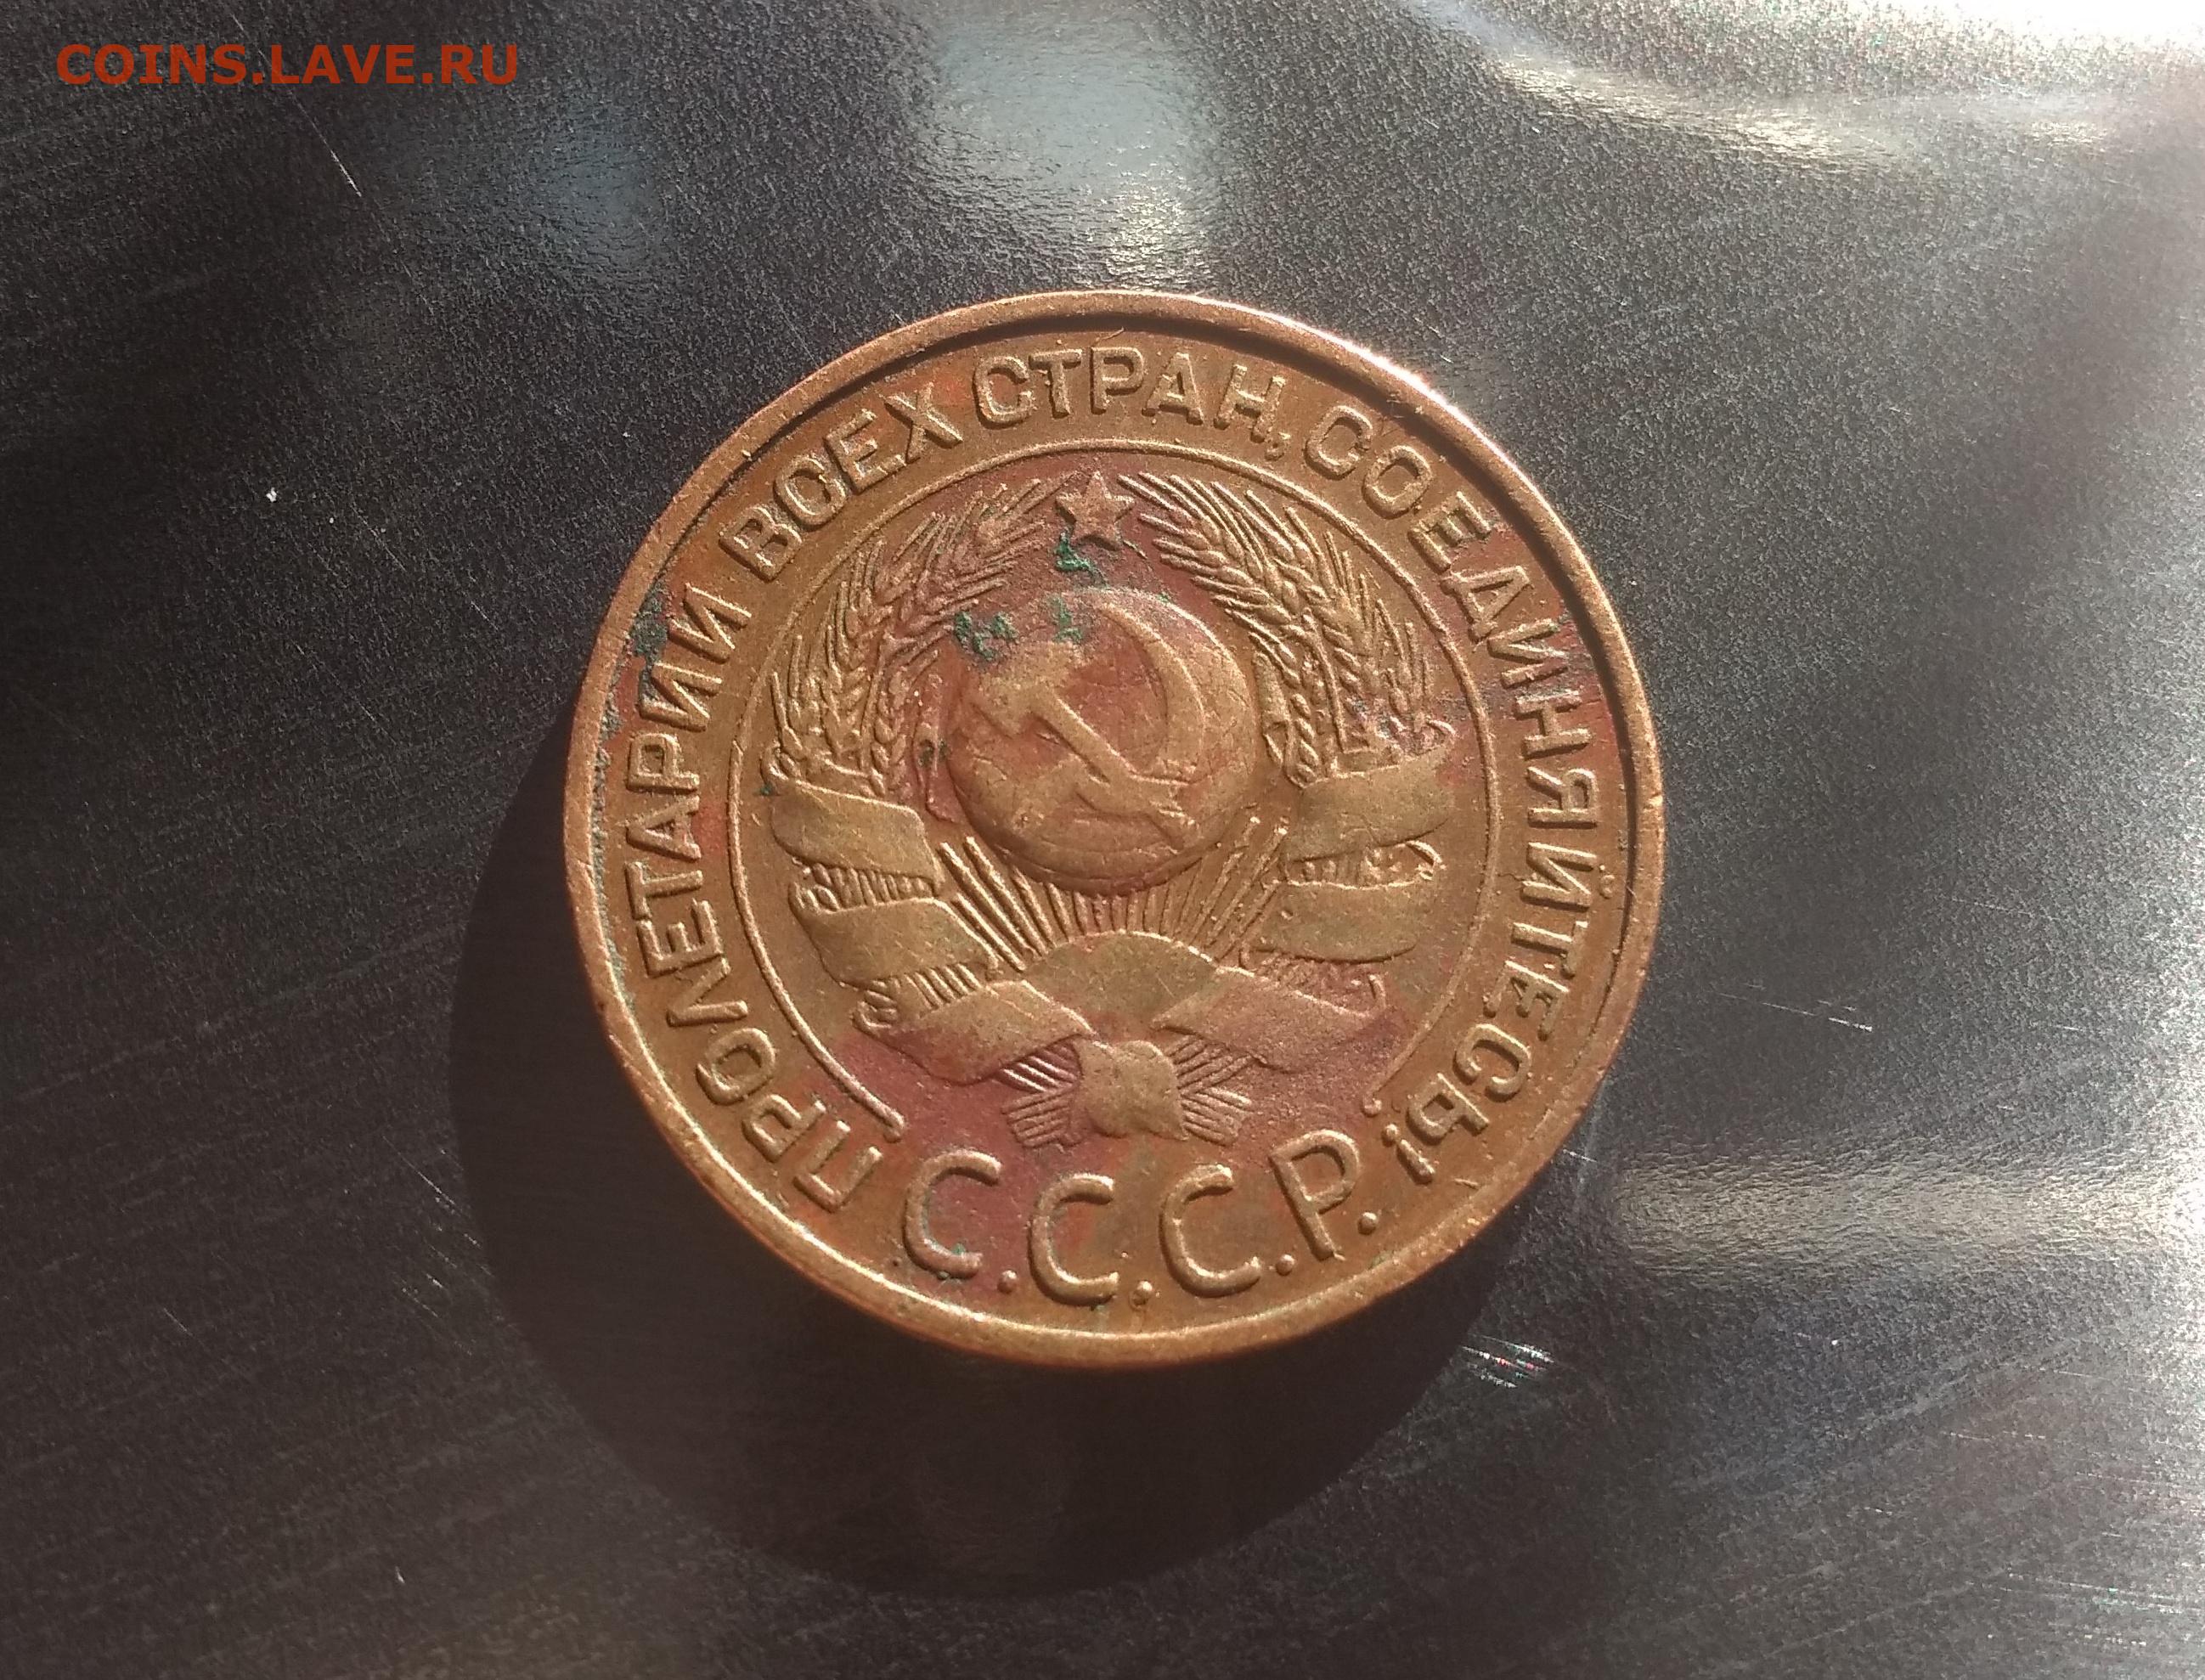 COINS.LAVE.RU
ПРОЛЕТАРИИ ВСЕХ СТРАН, СОЕДИНЯЙТЕСЬ!
С.С.С.Р.